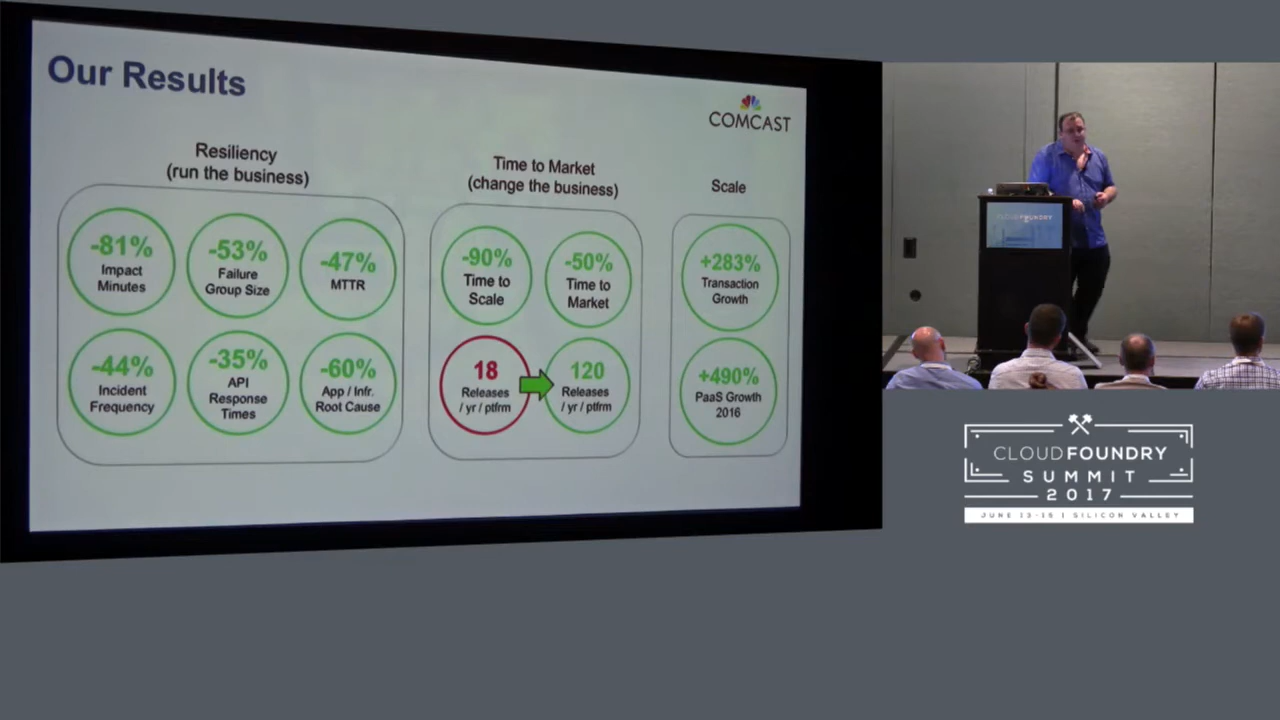 Our Results
COMCAST
Resiliency
(run the business)
-81%
Impact
Minutes
-53%
Failure
Group Size
-47%
MTTR
-44%
Incident
Frequency
-35%
API
Response
Times
-60%
App / Infr.
Root Cause
Time to Market
(change the business)
-90%
Time to
Scale
-50%
Time to
Market
18
Releases
/ yr / ptfrm
120
Releases
/ yr / ptfrm
Scale
+283%
Transaction
Growth
+490%
PaaS Growth
2016
CLOUDFOUNDRY
CLOUDFOUNDRY
SUMMIT
2017
JUNE 13-15 | SILICON VALLEY